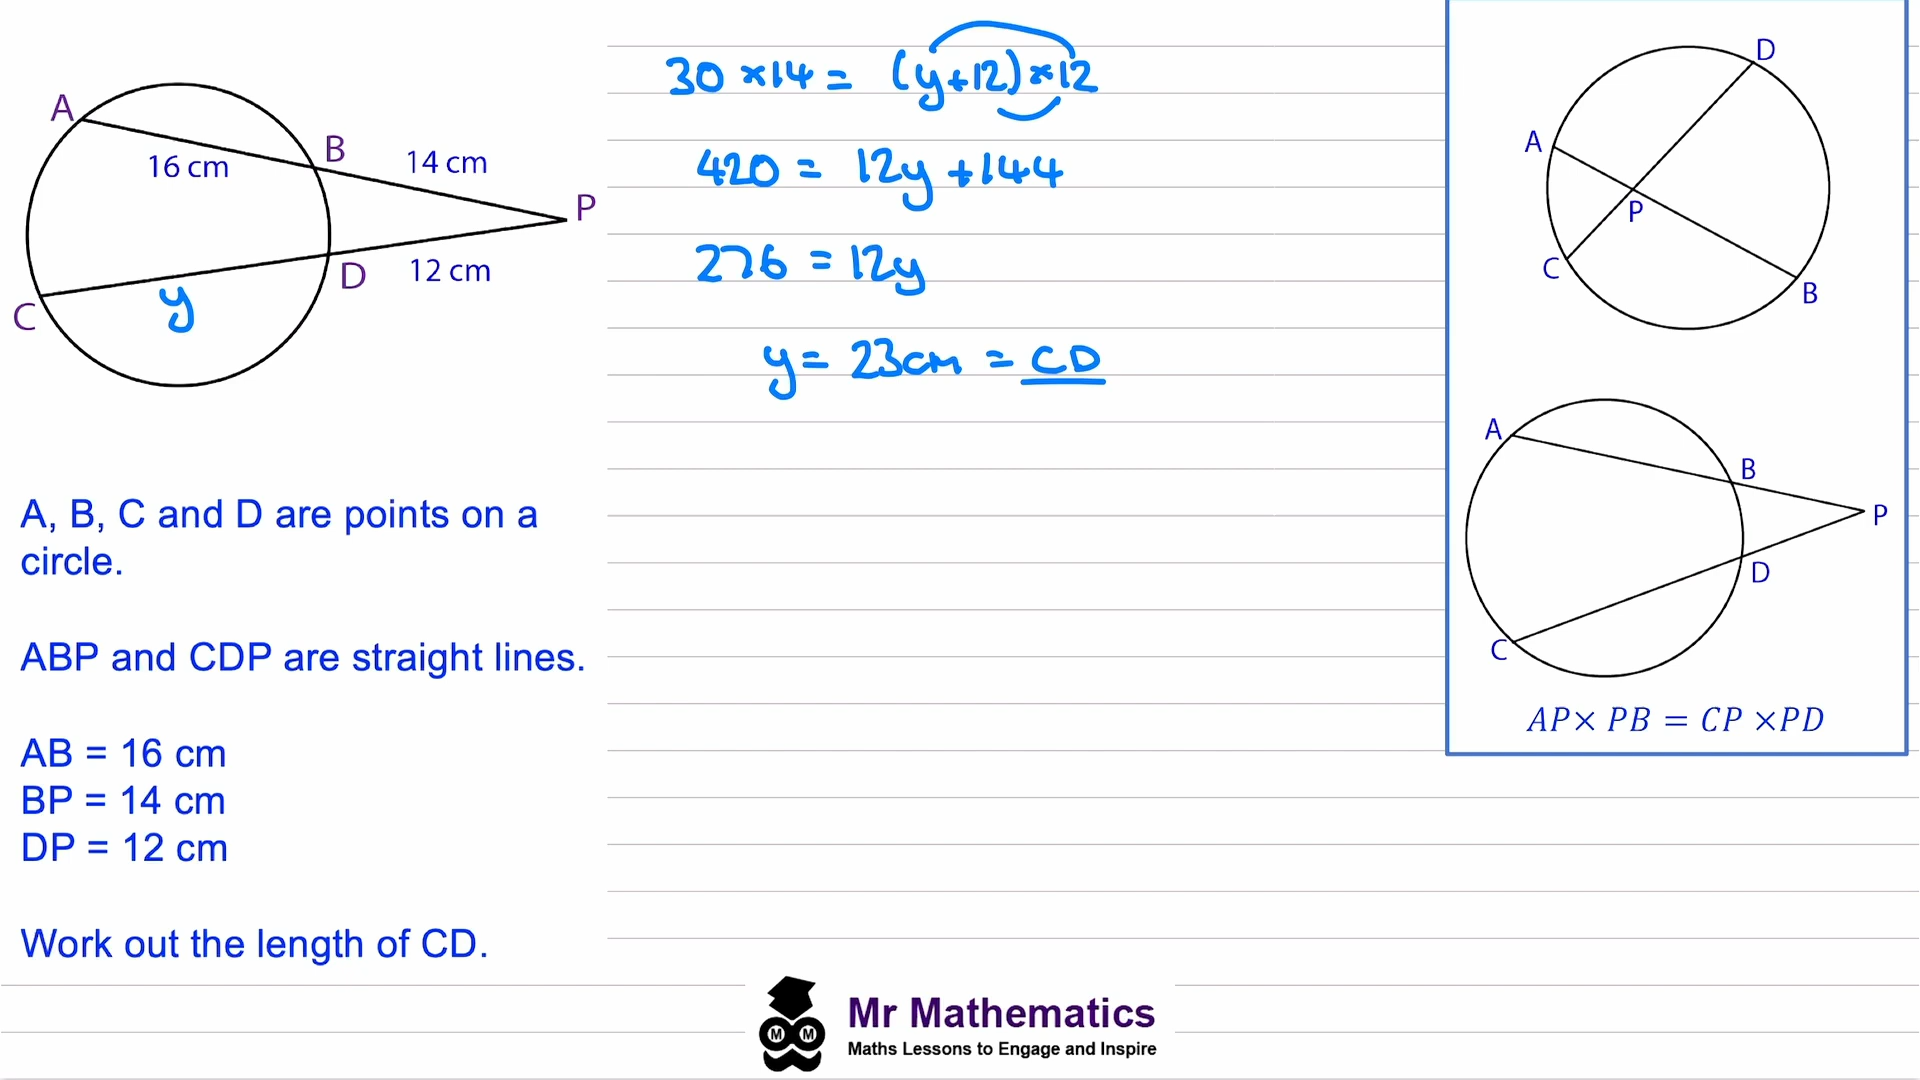 A
16 cm
B
14 cm
P
C
y
D
12 cm
A, B, C and D are points on a
circle.
ABP and CDP are straight lines.
AB = 16 cm
BP = 14 cm
DP = 12 cm
Work out the length of CD.
30 × 14 = (y+12) × 12
420 = 12y + 144
276 = 12y
y = 23cm = CD
D
A
P
C
B
A
B
P
D
C
AP× PB = CP ×PD
M M
Mr Mathematics
Maths Lessons to Engage and Inspire